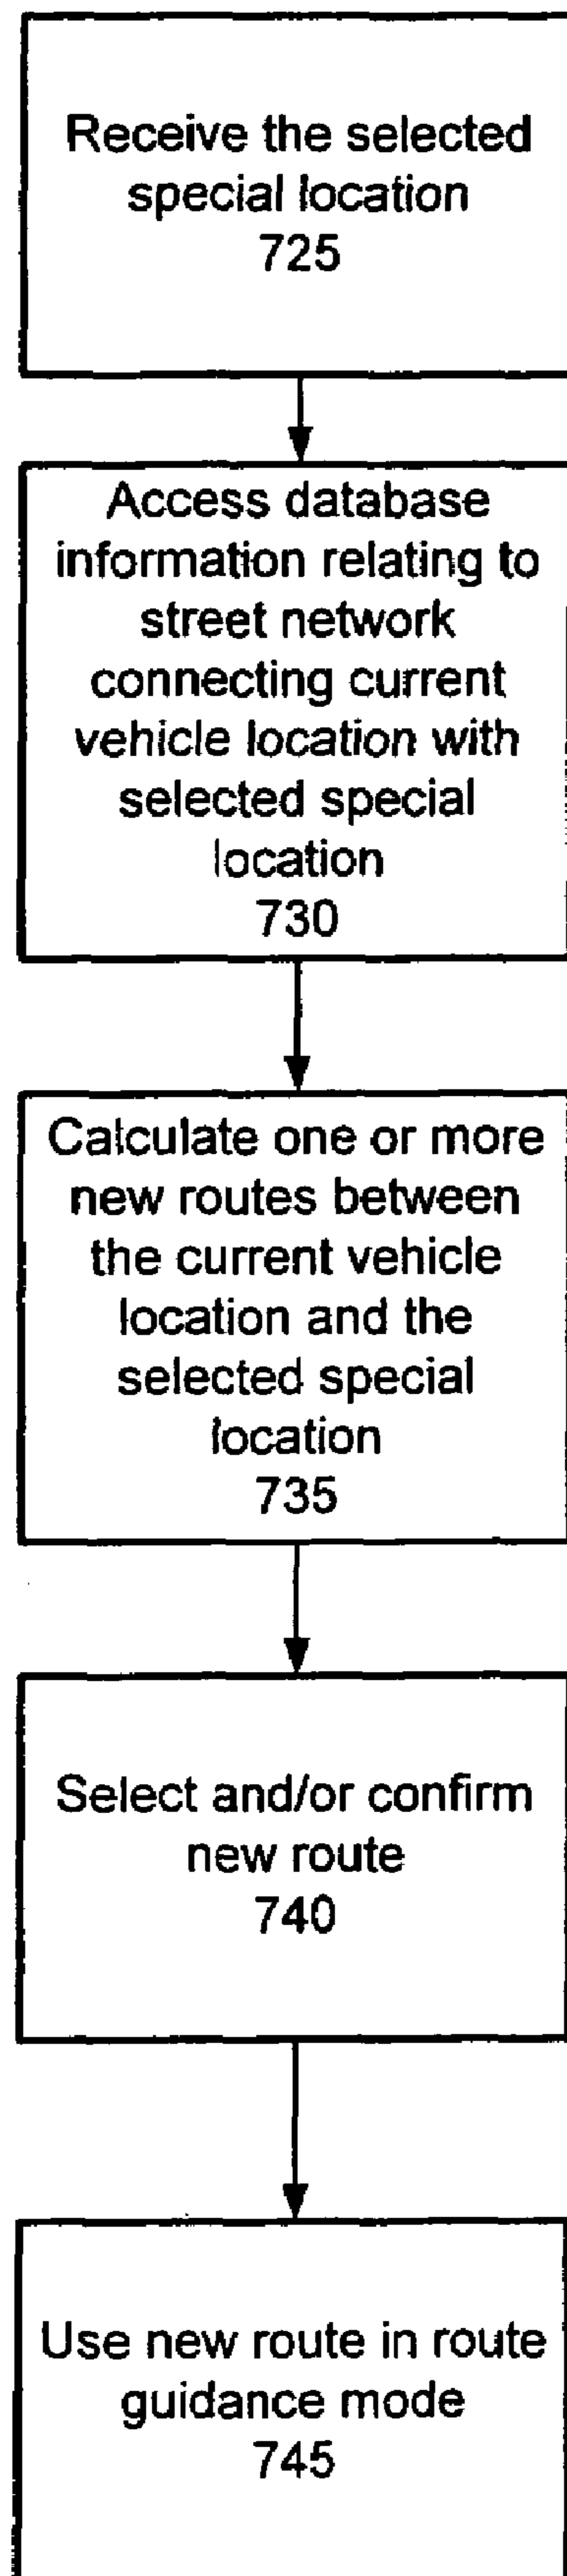 Receive the selected
special location
725
Access database
information relating to
street network
connecting current
vehicle location with
selected special
location
730
Calculate one or more
new routes between
the current vehicle
location and the
selected special
location
735
Select and/or confirm
new route
740
Use new route in route
guidance mode
745